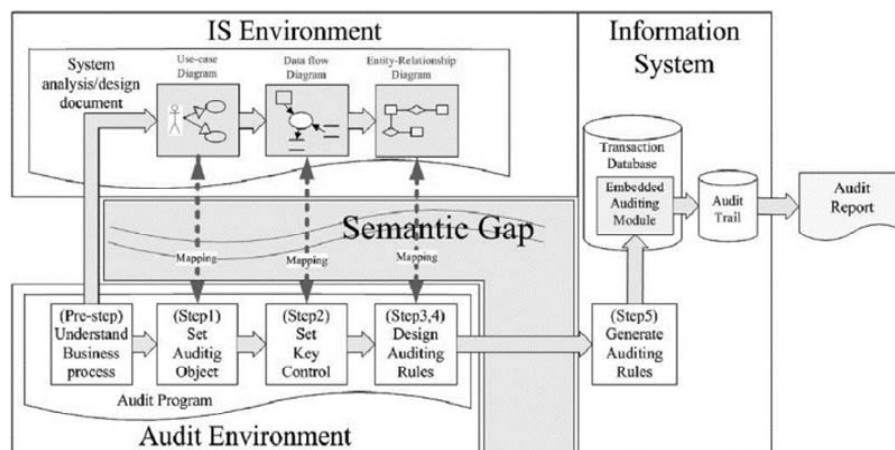 IS Environment
System
analysis/design
document
Use-case
Diagram
Data flow
Diagram
Entity-Relationship
Diagram
Information
System
Transaction
Database
Embedded
Auditing
Module
Audit
Trail
Audit
Report
Semantic Gap
Mapping
Mapping
Mapping
(Pre-step)
Understand
Business
process
(Step1)
Set
Auditig
Object
(Step2)
Set
Key
Control
(Step3,4)
Design
Auditing
Rules
(Step5)
Generate
Auditing
Rules
Audit Program
Audit Environment